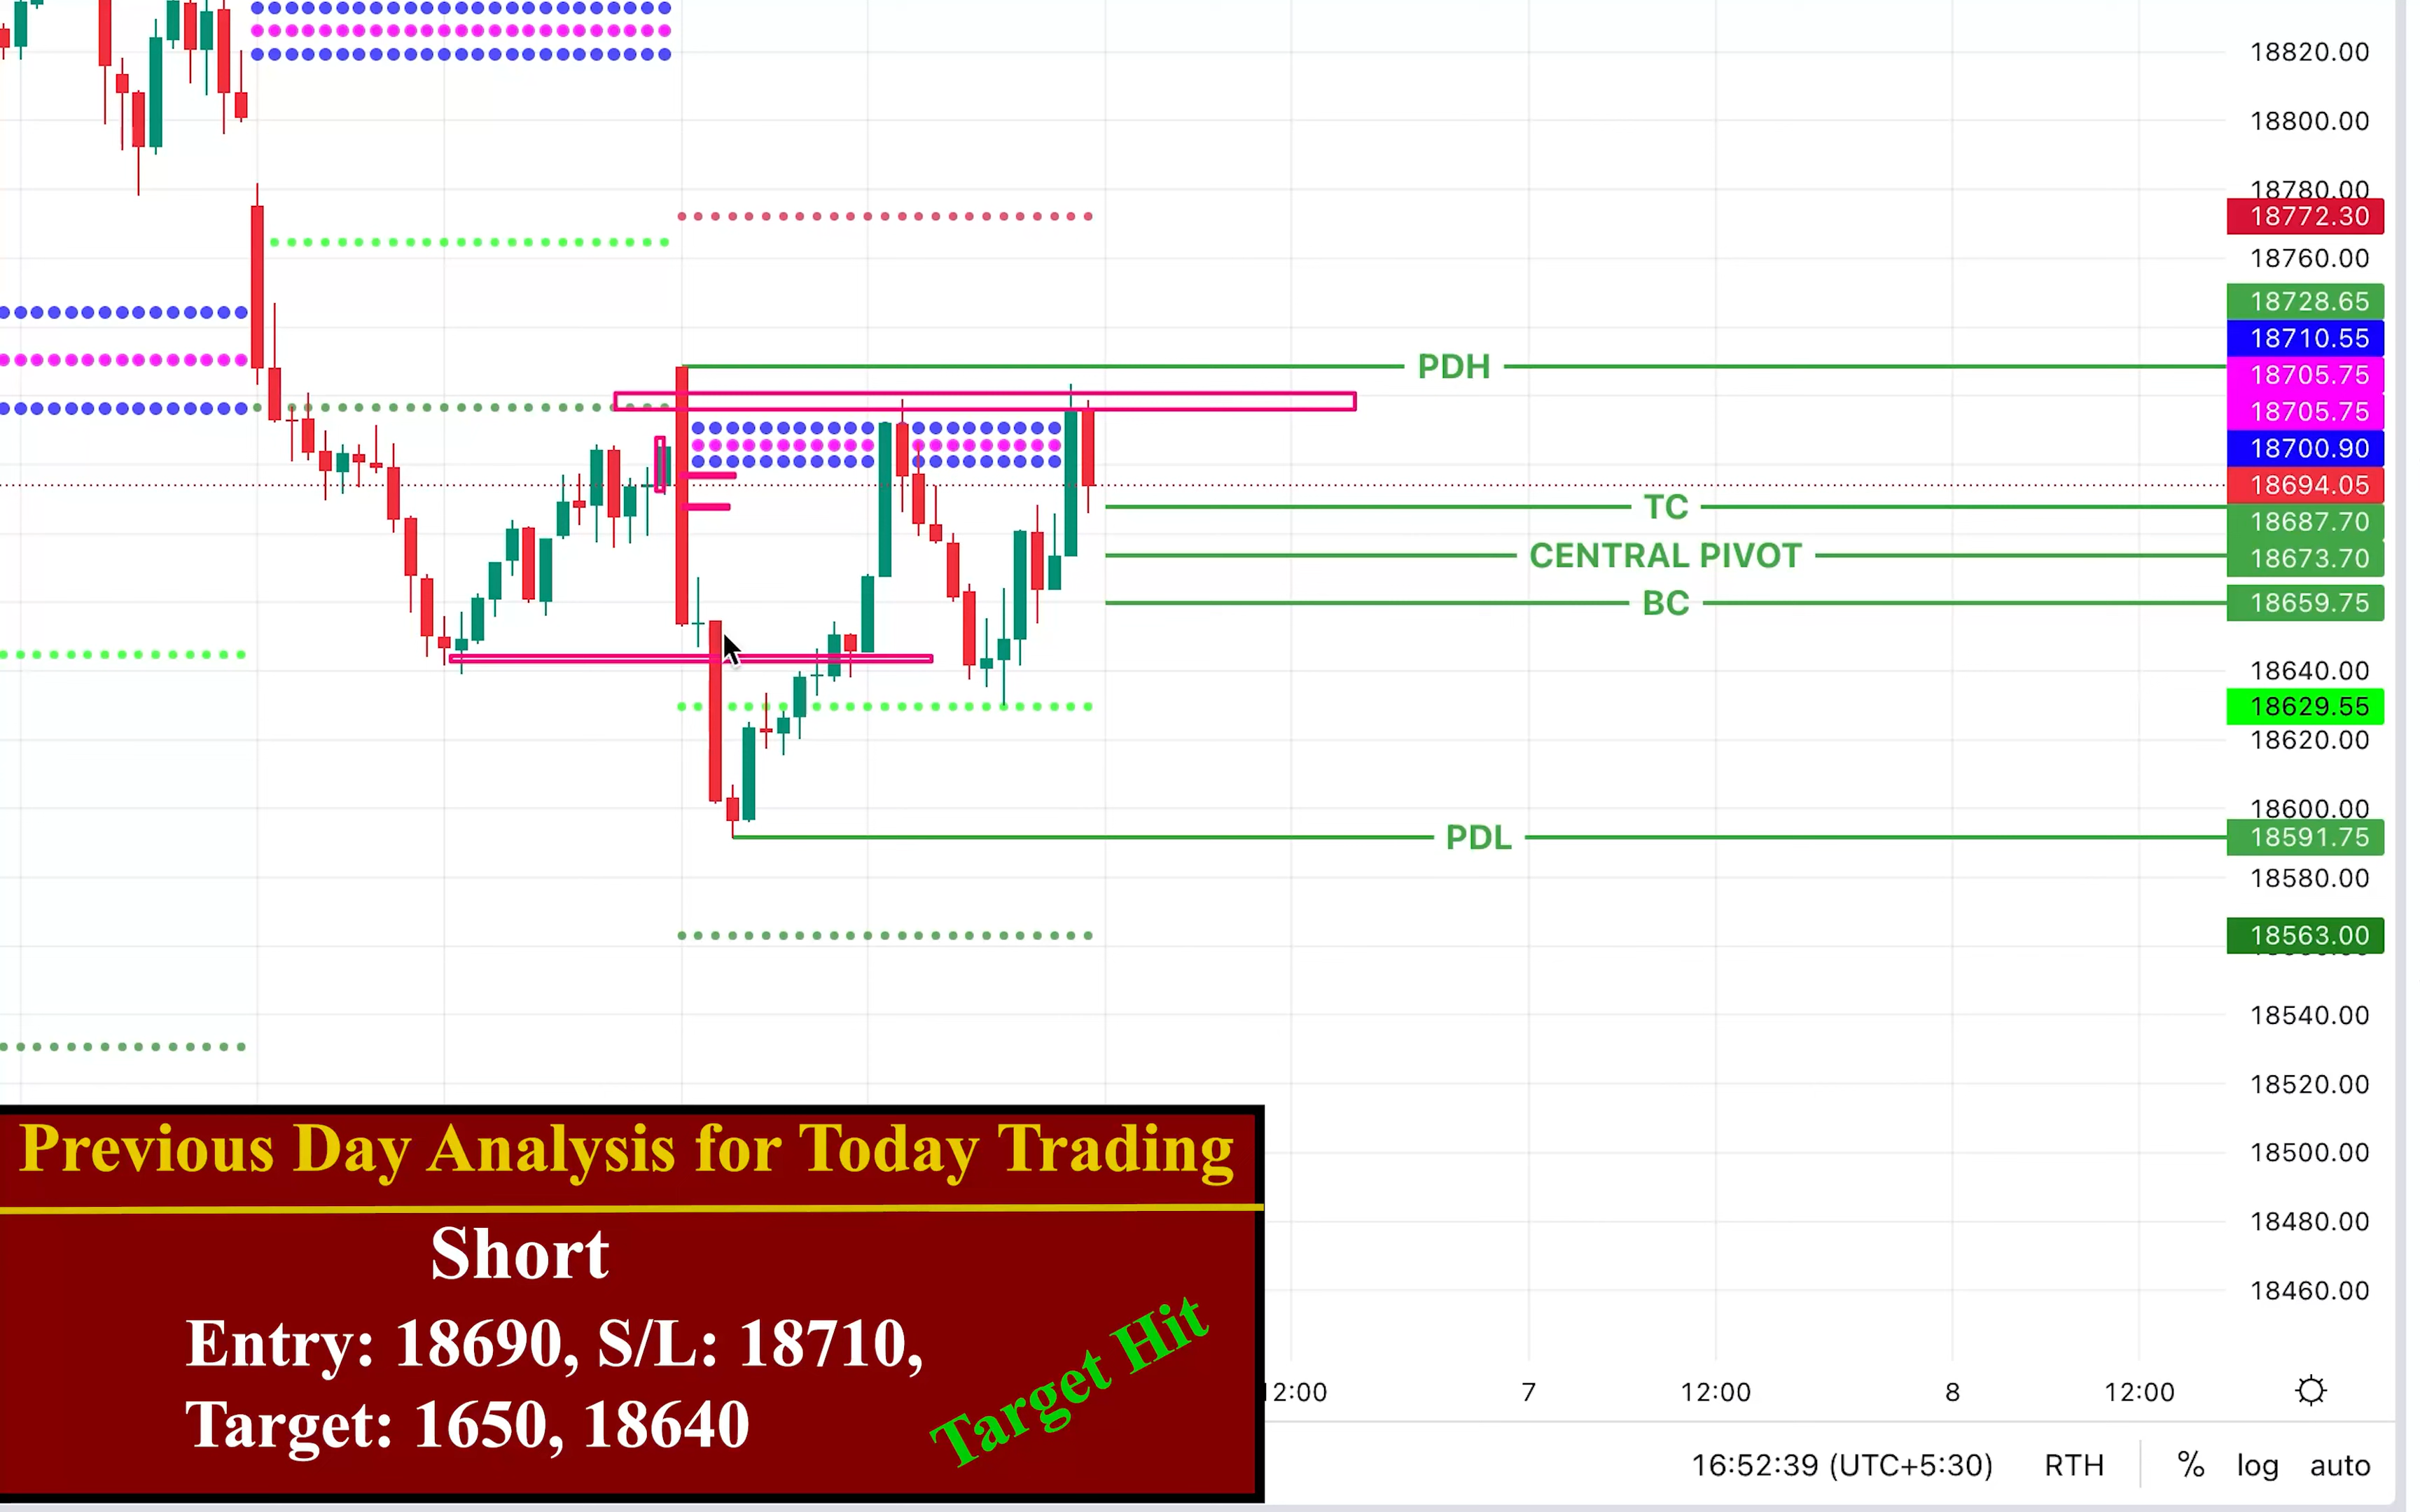 18820.00
18800.00
18780.00
18772.30
18760.00
18728.65
18710.55
PDH
18705.75
18705.75
18700.90
18694.05
TC
18687.70
CENTRAL PIVOT
18673.70
BC
18659.75
18640.00
18629.55
18620.00
18600.00
PDL
18591.75
18580.00
18563.00
18540.00
18520.00
18500.00
18480.00
18460.00
Previous Day Analysis for Today Trading
Short
Entry: 18690, S/L: 18710,
Target: 1650, 18640
Target Hit
12:00 7 12:00 8 12:00
16:52:39 (UTC+5:30) RTH % log auto